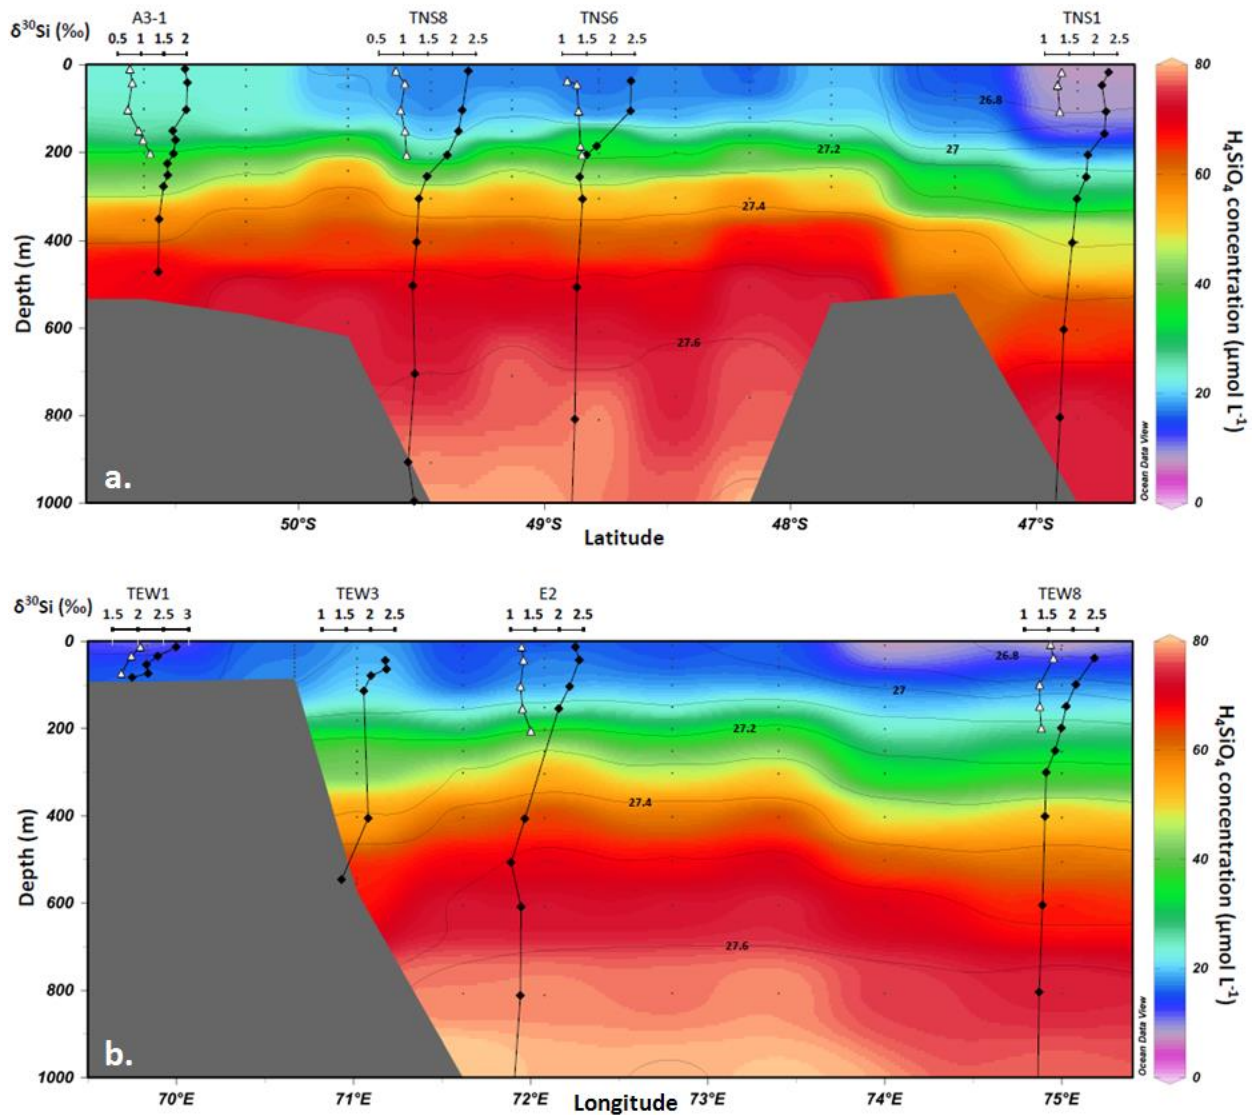 A3-1 TNS8 TNS6 TNS1
δ³⁰Si (‰) 0.5 1 1.5 2 0.5 1 1.5 2 2.5 1 1.5 2 2.5 1 1.5 2 2.5
0
200
400
600
800
1000
Depth (m)
26.8
27.2
27
27.4
27.6
a.
Ocean Data View
80
60
40
20
0
H₄SiO₄ concentration (µmol L⁻¹)
50°S 49°S 48°S 47°S
Latitude
TEW1 TEW3 E2 TEW8
δ³⁰Si (‰) 1.5 2 2.5 3 1 1.5 2 2.5 1 1.5 2 2.5 1 1.5 2 2.5
0
200
400
600
800
1000
Depth (m)
26.8
27
27.2
27.4
27.6
b.
Ocean Data View
80
60
40
20
0
H₄SiO₄ concentration (µmol L⁻¹)
70°E 71°E 72°E 73°E 74°E 75°E
Longitude